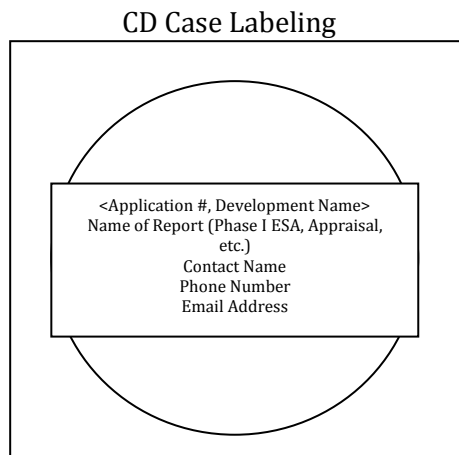 CD Case Labeling
<Application #, Development Name>
Name of Report (Phase I ESA, Appraisal,
etc.)
Contact Name
Phone Number
Email Address